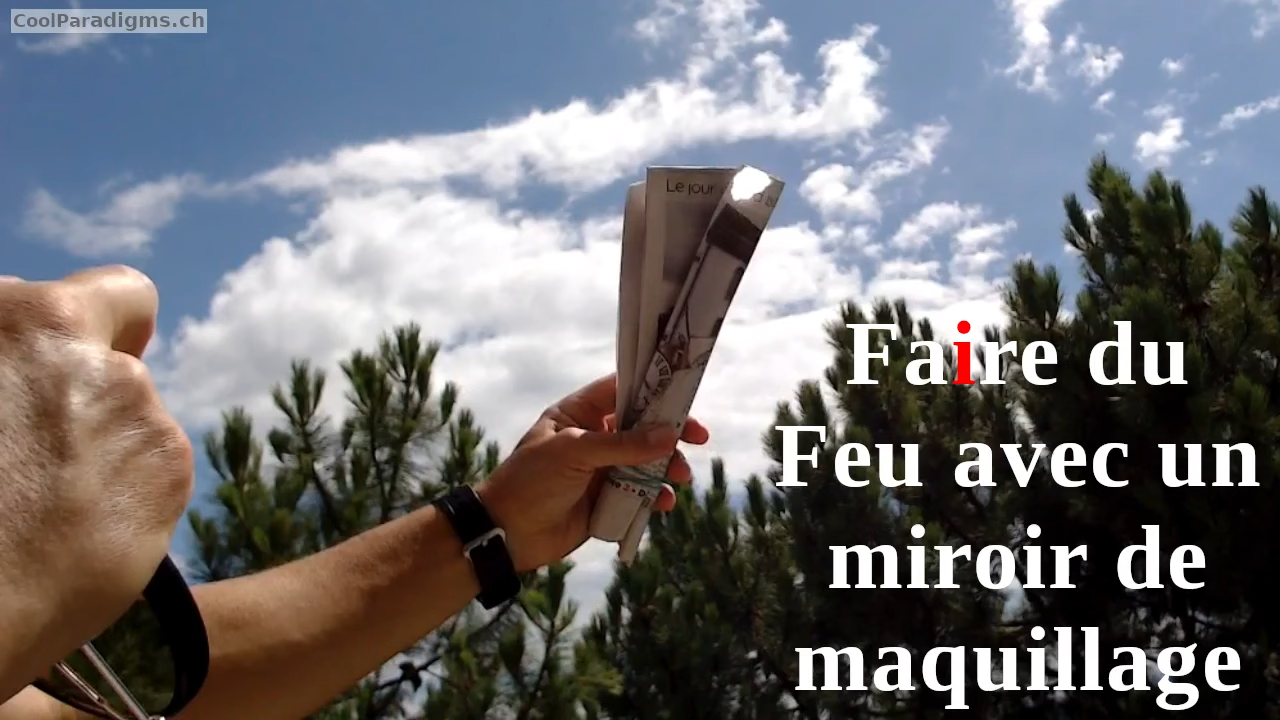 CoolParadigms.ch
Le jour
Faire du
Feu avec un
miroir de
maquillage